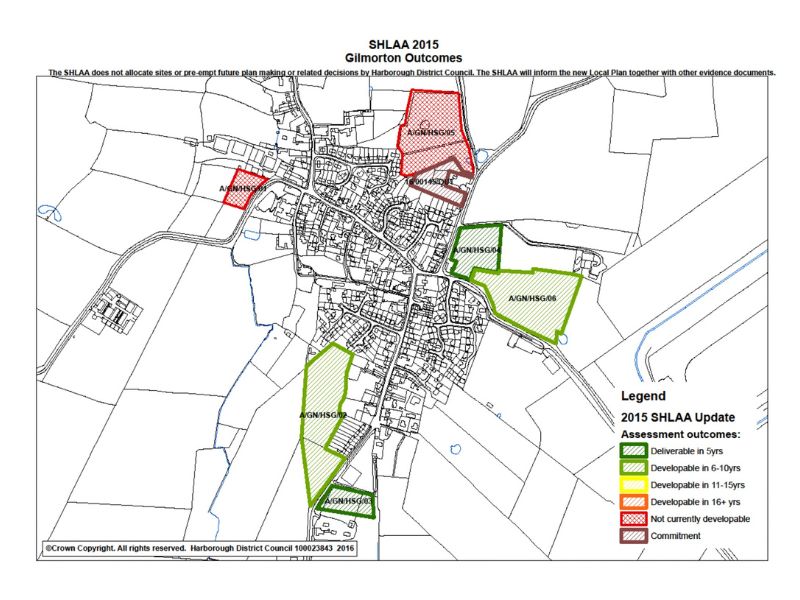 SHLAA 2015
Gilmorton Outcomes
The SHLAA does not allocate sites or pre-empt future plan making or related decisions by Harborough District Council. The SHLAA will inform the new Local Plan together with other evidence documents.
A/GN/HSG/05
A/GN/HSG/01
A/GN/HSG/04
A/GN/HSG/06
A/GN/HSG/02
A/GN/HSG/03
Legend
2015 SHLAA Update
Assessment outcomes:
Deliverable in 5yrs
Developable in 6-10yrs
Developable in 11-15yrs
Developable in 16+ yrs
Not currently developable
Commitment
©Crown Copyright. All rights reserved. Harborough District Council 100023843 2016